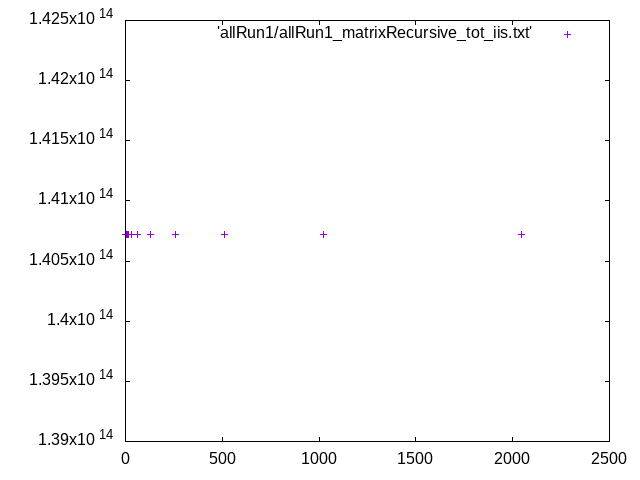 1.425x10 14
'allRun1/allRun1_matrixRecursive_tot_iis.txt'
1.42x10 14
1.415x10 14
1.41x10 14
1.405x10 14
1.4x10 14
1.395x10 14
1.39x10 14
0 500 1000 1500 2000 2500